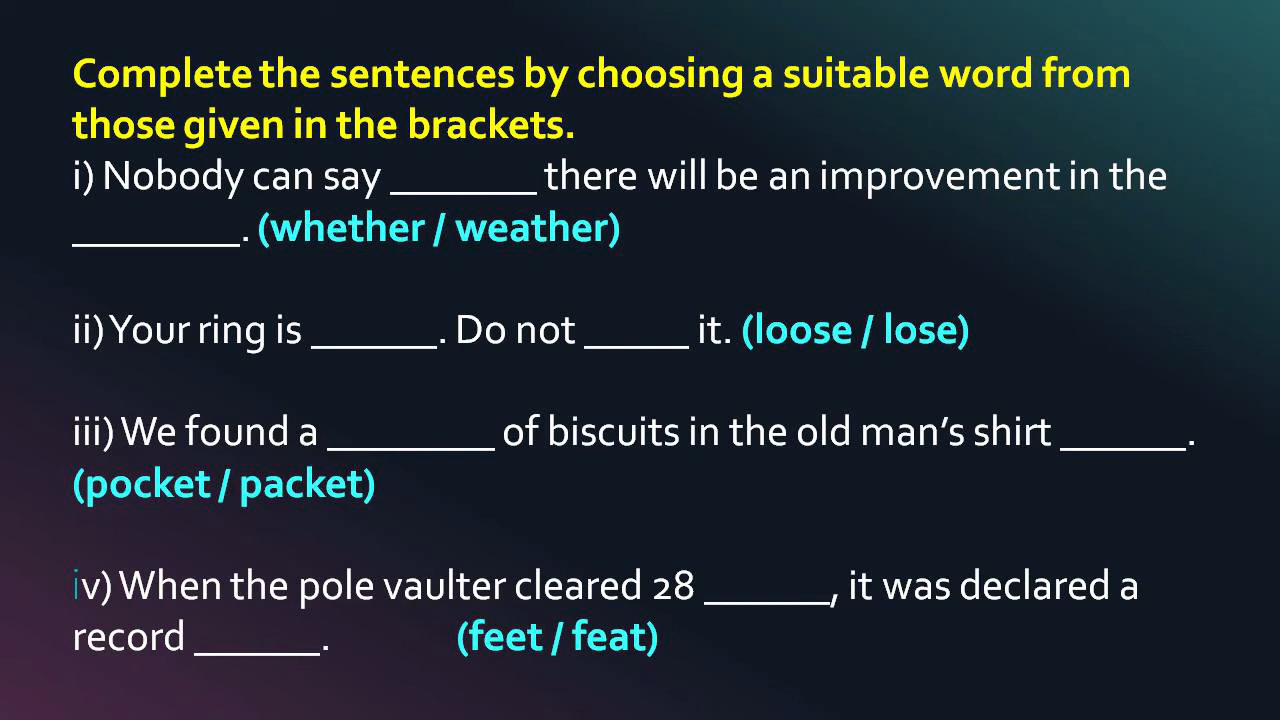 Complete the sentences by choosing a suitable word from
those given in the brackets.
i) Nobody can say _______ there will be an improvement in the
________. (whether / weather)
ii) Your ring is ______. Do not _____ it. (loose / lose)
iii) We found a ________ of biscuits in the old man’s shirt ______.
(pocket / packet)
iv) When the pole vaulter cleared 28 ______, it was declared a
record ______. (feet / feat)